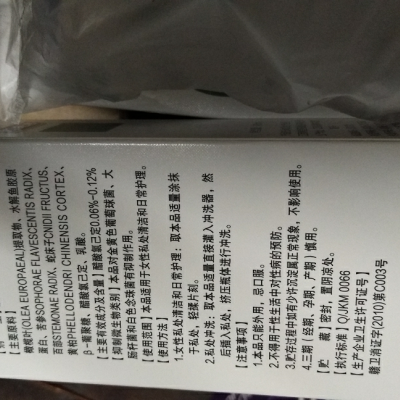 【主要原料】
橄榄叶(OLEA EUROPAEAL)提萃物、水解鱼胶原
蛋白、苦参SOPHORAE FLAVESCENTIS RADIX、
百部STEMONAE RADIX、蛇床子CNIDII FRUCTUS、
黄柏PHELLODENDRI CHINENSIS CORTEX、
β-葡聚糖、醋酸氯己定、乳酸。
【主要有效成分及含量】醋酸氯己定0.06%-0.12%
【抑制微生物类别】本品对金黄色葡萄球菌、大
肠杆菌和白色念珠菌有抑制作用。
【使用范围】本品适用于女性私处清洁和日常护理。
1.女性私处清洁和日常护理：取本品适量涂抹
于私处，轻揉片刻。
2.私处冲洗：取本品适量直接灌入冲洗器，然
后插入私处，挤压瓶体进行冲洗。
【注意事项】
1.本品只能外用，忌口服。
2.不得用于性生活中对性病的预防。
3.贮存过程中如有少许沉淀属正常现象，不影响使用。
4.三期（经期、孕期、产期）慎用。
【贮 藏】密封，置阴凉处。
【执行标准】Q/JKM 0066
【生产企业卫生许可证号】
赣卫消证字(2010)第C003号